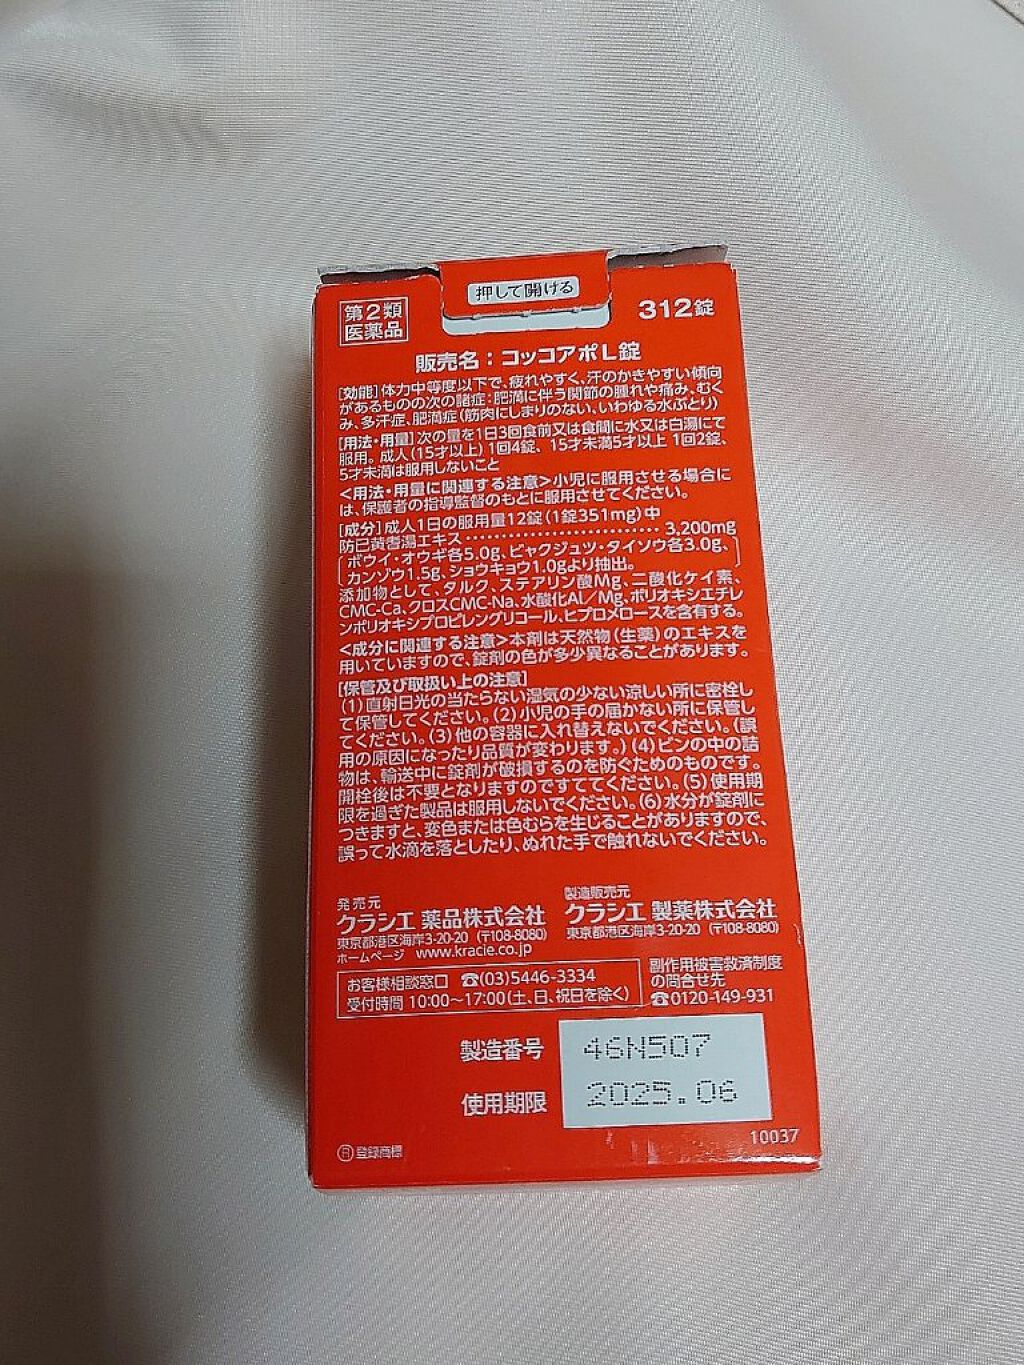 押して開ける
第2類
医薬品
312錠
販売名：コッコアポL錠
[効能]体力中等度以下で、疲れやすく、汗のかきやすい傾向
があるものの次の諸症：肥満に伴う関節の腫れや痛み、むく
み、多汗症、肥満症(筋肉にしまりのない、いわゆる水ぶとり)
[用法・用量]次の量を1日3回食前又は食間に水又は白湯にて
服用。成人(15才以上)1回4錠、15才未満5才以上 1回2錠、
5才未満は服用しないこと
<用法・用量に関連する注意>小児に服用させる場合に
は、保護者の指導監督のもとに服用させてください。
[成分]成人1日の服用量12錠(1錠351mg)中
防已黄耆湯エキス…………………………3,200mg
ボウイ・オウギ各5.0g、ビャクジュツ・タイソウ各3.0g、
カンゾウ1.5g、ショウキョウ1.0gより抽出。
添加物として、タルク、ステアリン酸Mg、二酸化ケイ素、
CMC-Ca、クロスCMC-Na、水酸化Al/Mg、ポリオキシエチレ
ンポリオキシプロピレングリコール、ヒプロメロースを含有する。
<成分に関連する注意>本剤は天然物(生薬)のエキスを
用いていますので、錠剤の色が多少異なることがあります。
[保管及び取扱い上の注意]
(1)直射日光の当たらない湿気の少ない涼しい所に密栓し
て保管してください。(2)小児の手の届かない所に保管し
てください。(3)他の容器に入れ替えないでください。(誤
用の原因になったり品質が変わります。)(4)ビンの中の詰
物は、輸送中に錠剤が破損するのを防ぐためのものです。
開栓後は不要となりますのですててください。(5)使用期
限を過ぎた製品は服用しないでください。(6)水分が錠剤に
つきますと、変色または色むらを生じることがありますので、
誤って水滴を落としたり、ぬれた手で触れないでください。
発売元
クラシエ 薬品株式会社
東京都港区海岸3-20-20 (〒108-8080)
ホームページ www.kracie.co.jp
製造販売元
クラシエ 製薬株式会社
東京都港区海岸3-20-20 (〒108-8080)
お客様相談窓口 ☎(03)5446-3334
受付時間 10:00～17:00(土、日、祝日を除く)
副作用被害救済制度
の問合せ先
☎0120-149-931
製造番号 46N507
使用期限 2025.06
Ⓡ登録商標
10037